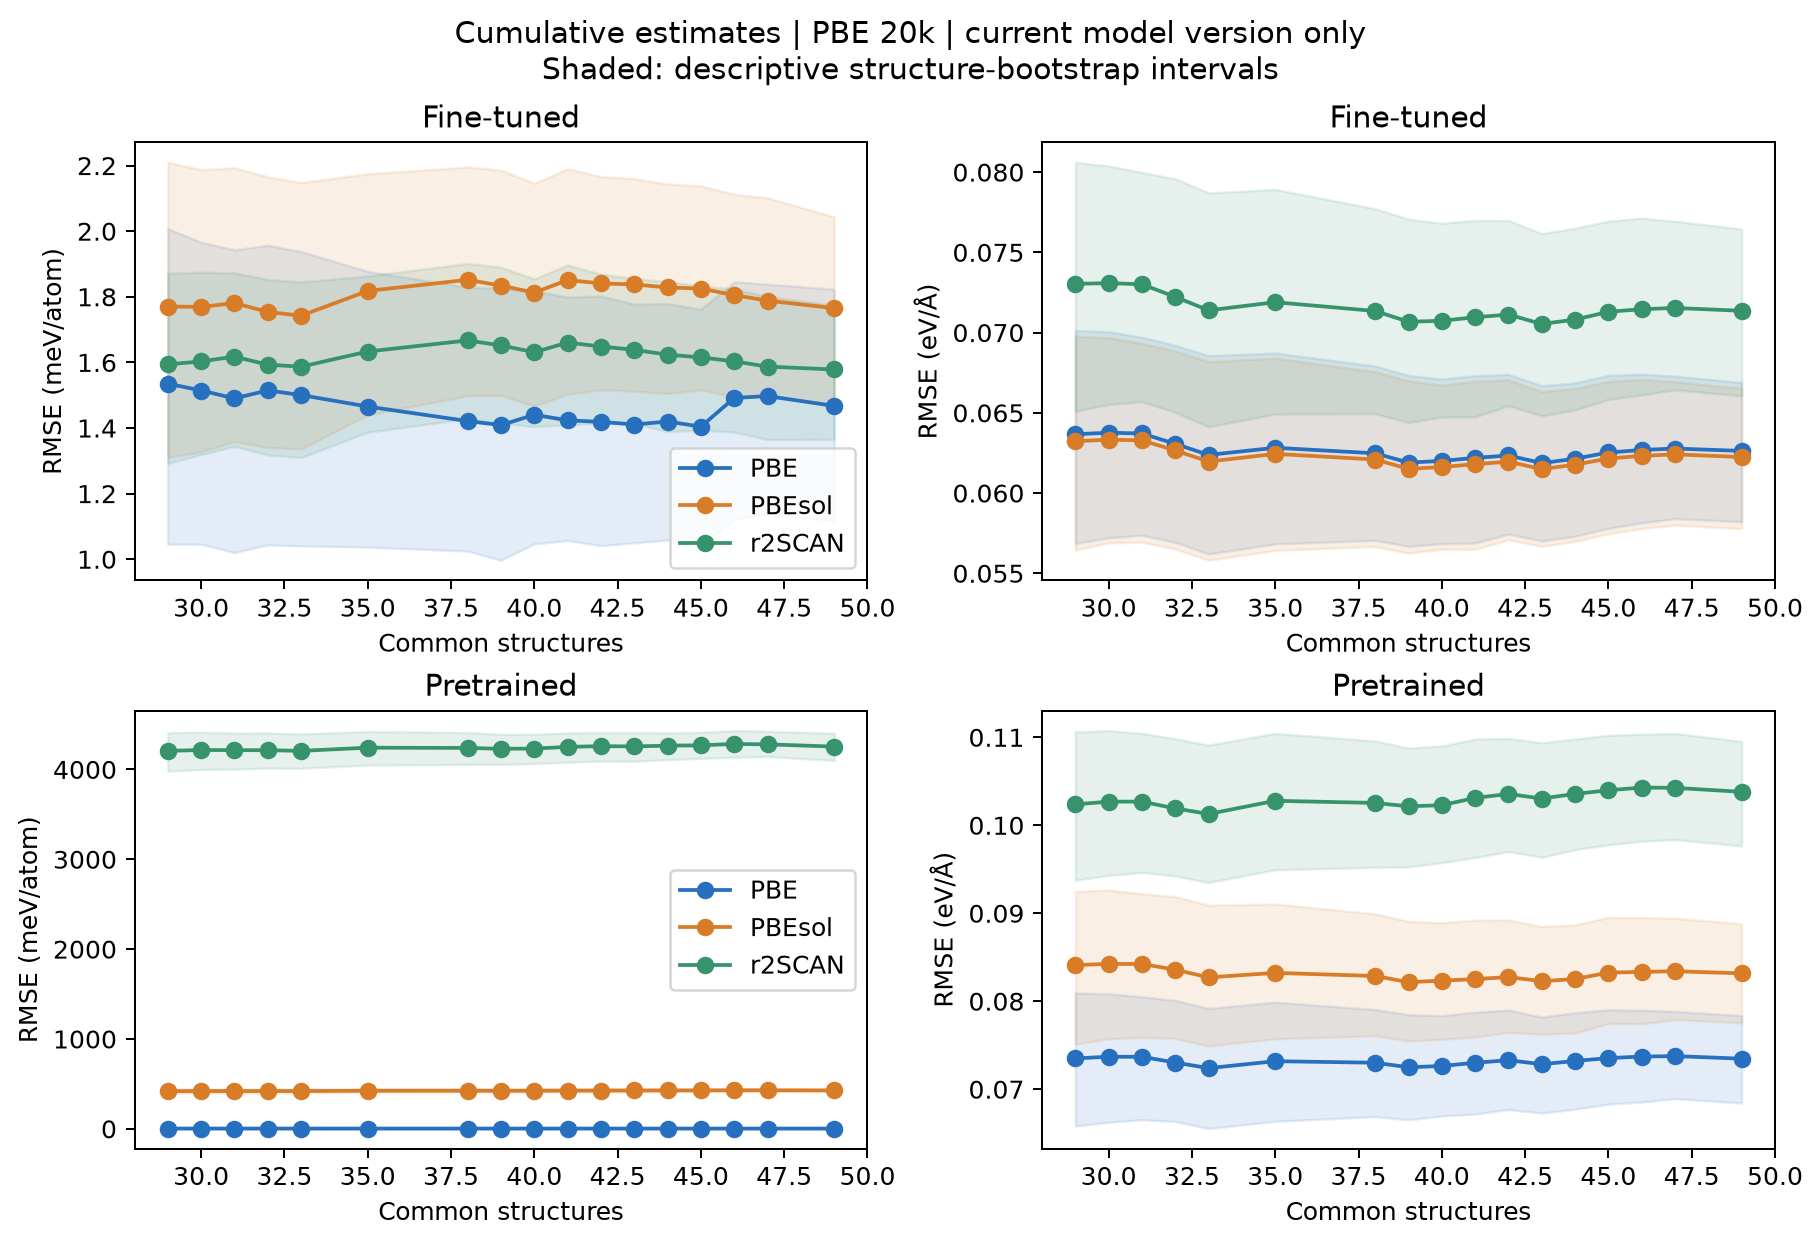 Cumulative estimates | PBE 20k | current model version only
Shaded: descriptive structure-bootstrap intervals
Fine-tuned
RMSE (meV/atom)
2.2
2.0
1.8
1.6
1.4
1.2
1.0
PBE
PBEsol
r2SCAN
30.0 32.5 35.0 37.5 40.0 42.5 45.0 47.5 50.0
Common structures
Fine-tuned
RMSE (eV/Å)
0.080
0.075
0.070
0.065
0.060
0.055
30.0 32.5 35.0 37.5 40.0 42.5 45.0 47.5 50.0
Common structures
Pretrained
RMSE (meV/atom)
4000
3000
2000
1000
0
PBE
PBEsol
r2SCAN
30.0 32.5 35.0 37.5 40.0 42.5 45.0 47.5 50.0
Common structures
Pretrained
RMSE (eV/Å)
0.11
0.10
0.09
0.08
0.07
30.0 32.5 35.0 37.5 40.0 42.5 45.0 47.5 50.0
Common structures